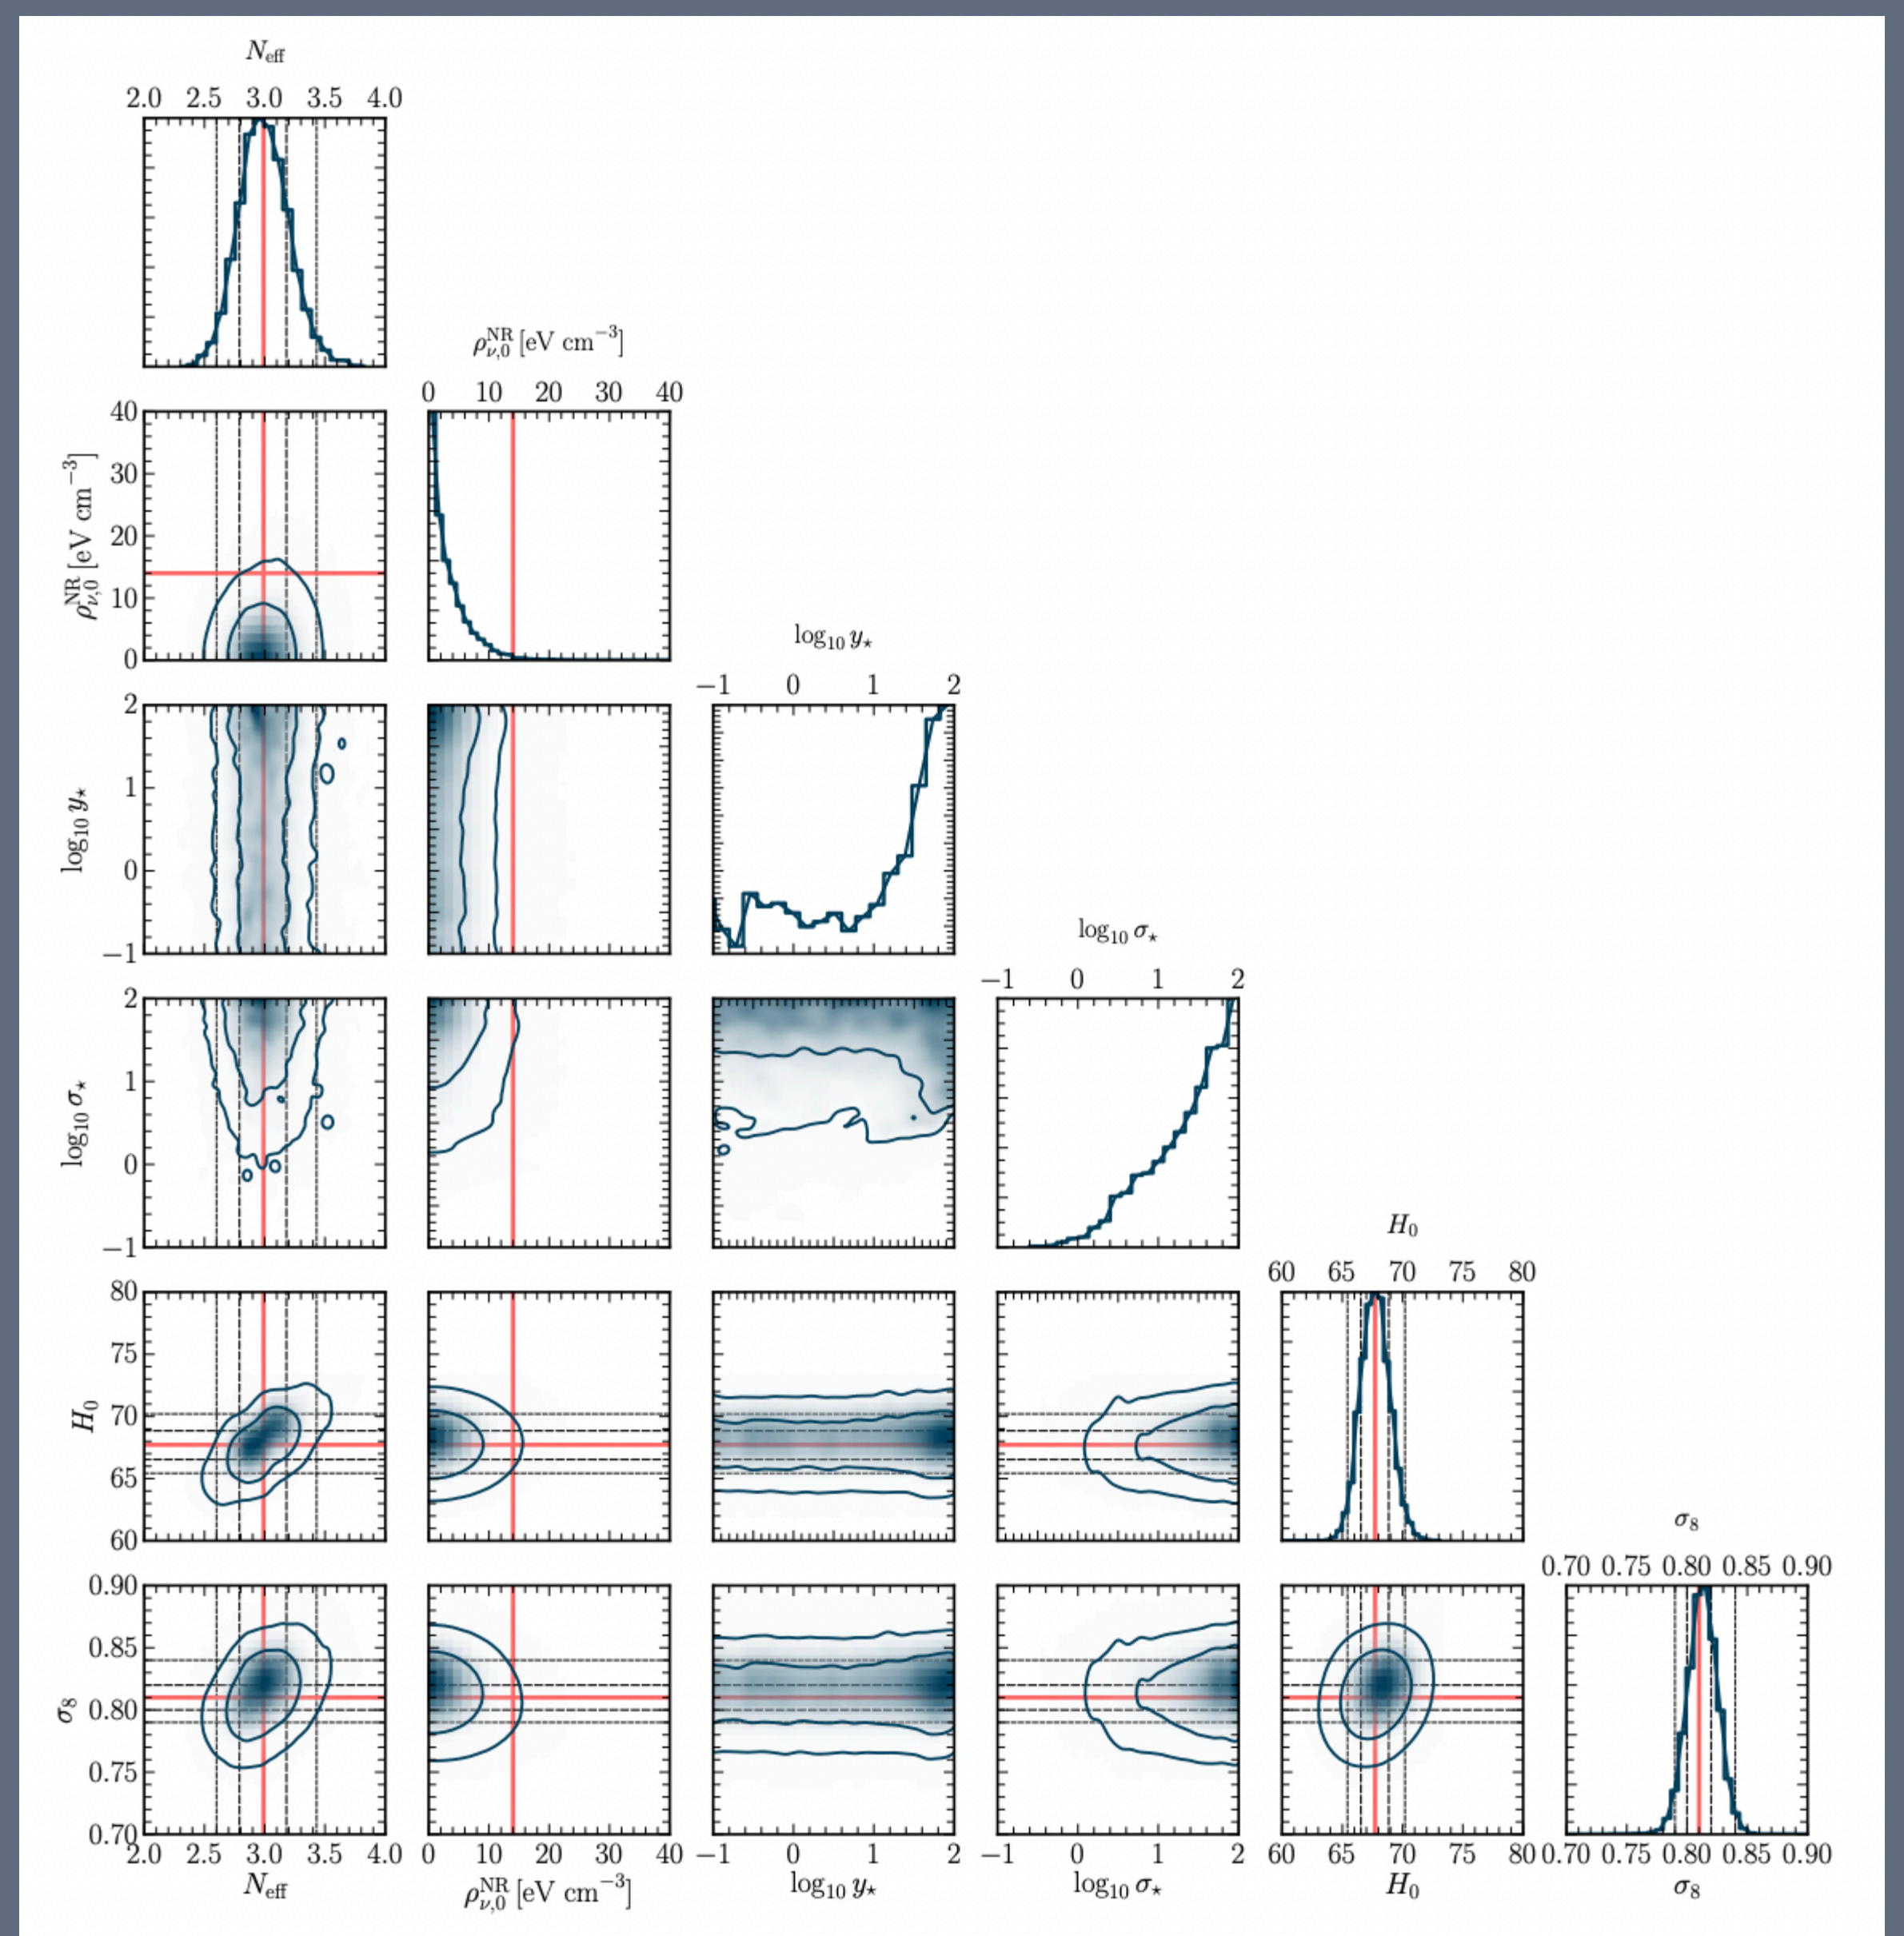 N_eff
2.0 2.5 3.0 3.5 4.0
ρ^NR_ν,0 [eV cm^−3]
0 10 20 30 40
40
30
20
10
0
ρ^NR_ν,0 [eV cm^−3]
log₁₀ y⋆
−1 0 1 2
2
1
0
−1
log₁₀ y⋆
log₁₀ σ⋆
−1 0 1 2
2
1
0
−1
log₁₀ σ⋆
H₀
60 65 70 75 80
80
75
70
65
60
H₀
σ₈
0.70 0.75 0.80 0.85 0.90
0.90
0.85
0.80
0.75
0.70
σ₈
2.0 2.5 3.0 3.5 4.0 0 10 20 30 40 −1 0 1 2 −1 0 1 2 60 65 70 75 80 0.70 0.75 0.80 0.85 0.90
N_eff ρ^NR_ν,0 [eV cm^−3] log₁₀ y⋆ log₁₀ σ⋆ H₀ σ₈